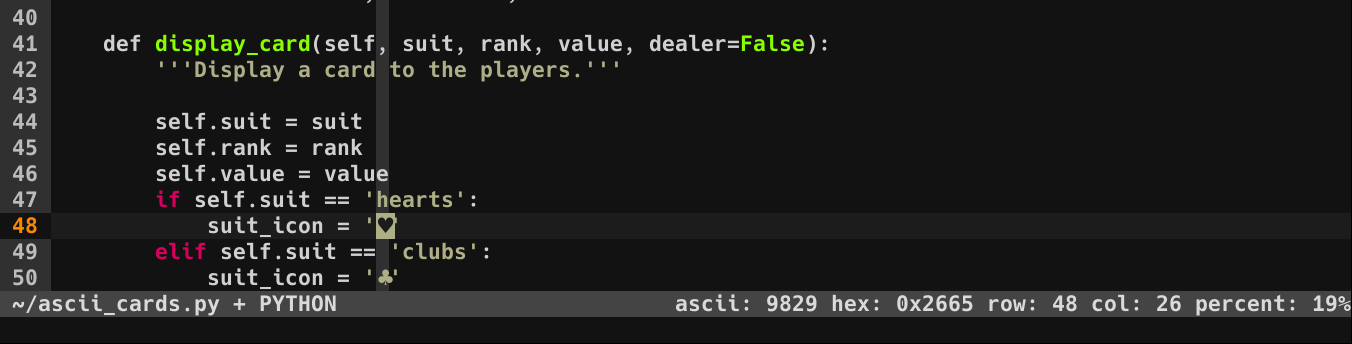 40
41     def display_card(self, suit, rank, value, dealer=False):
42         '''Display a card to the players.'''
43
44         self.suit = suit
45         self.rank = rank
46         self.value = value
47         if self.suit == 'hearts':
48             suit_icon = '♥'
49         elif self.suit == 'clubs':
50             suit_icon = '♣'
~/ascii_cards.py + PYTHON ascii: 9829 hex: 0x2665 row: 48 col: 26 percent: 19%